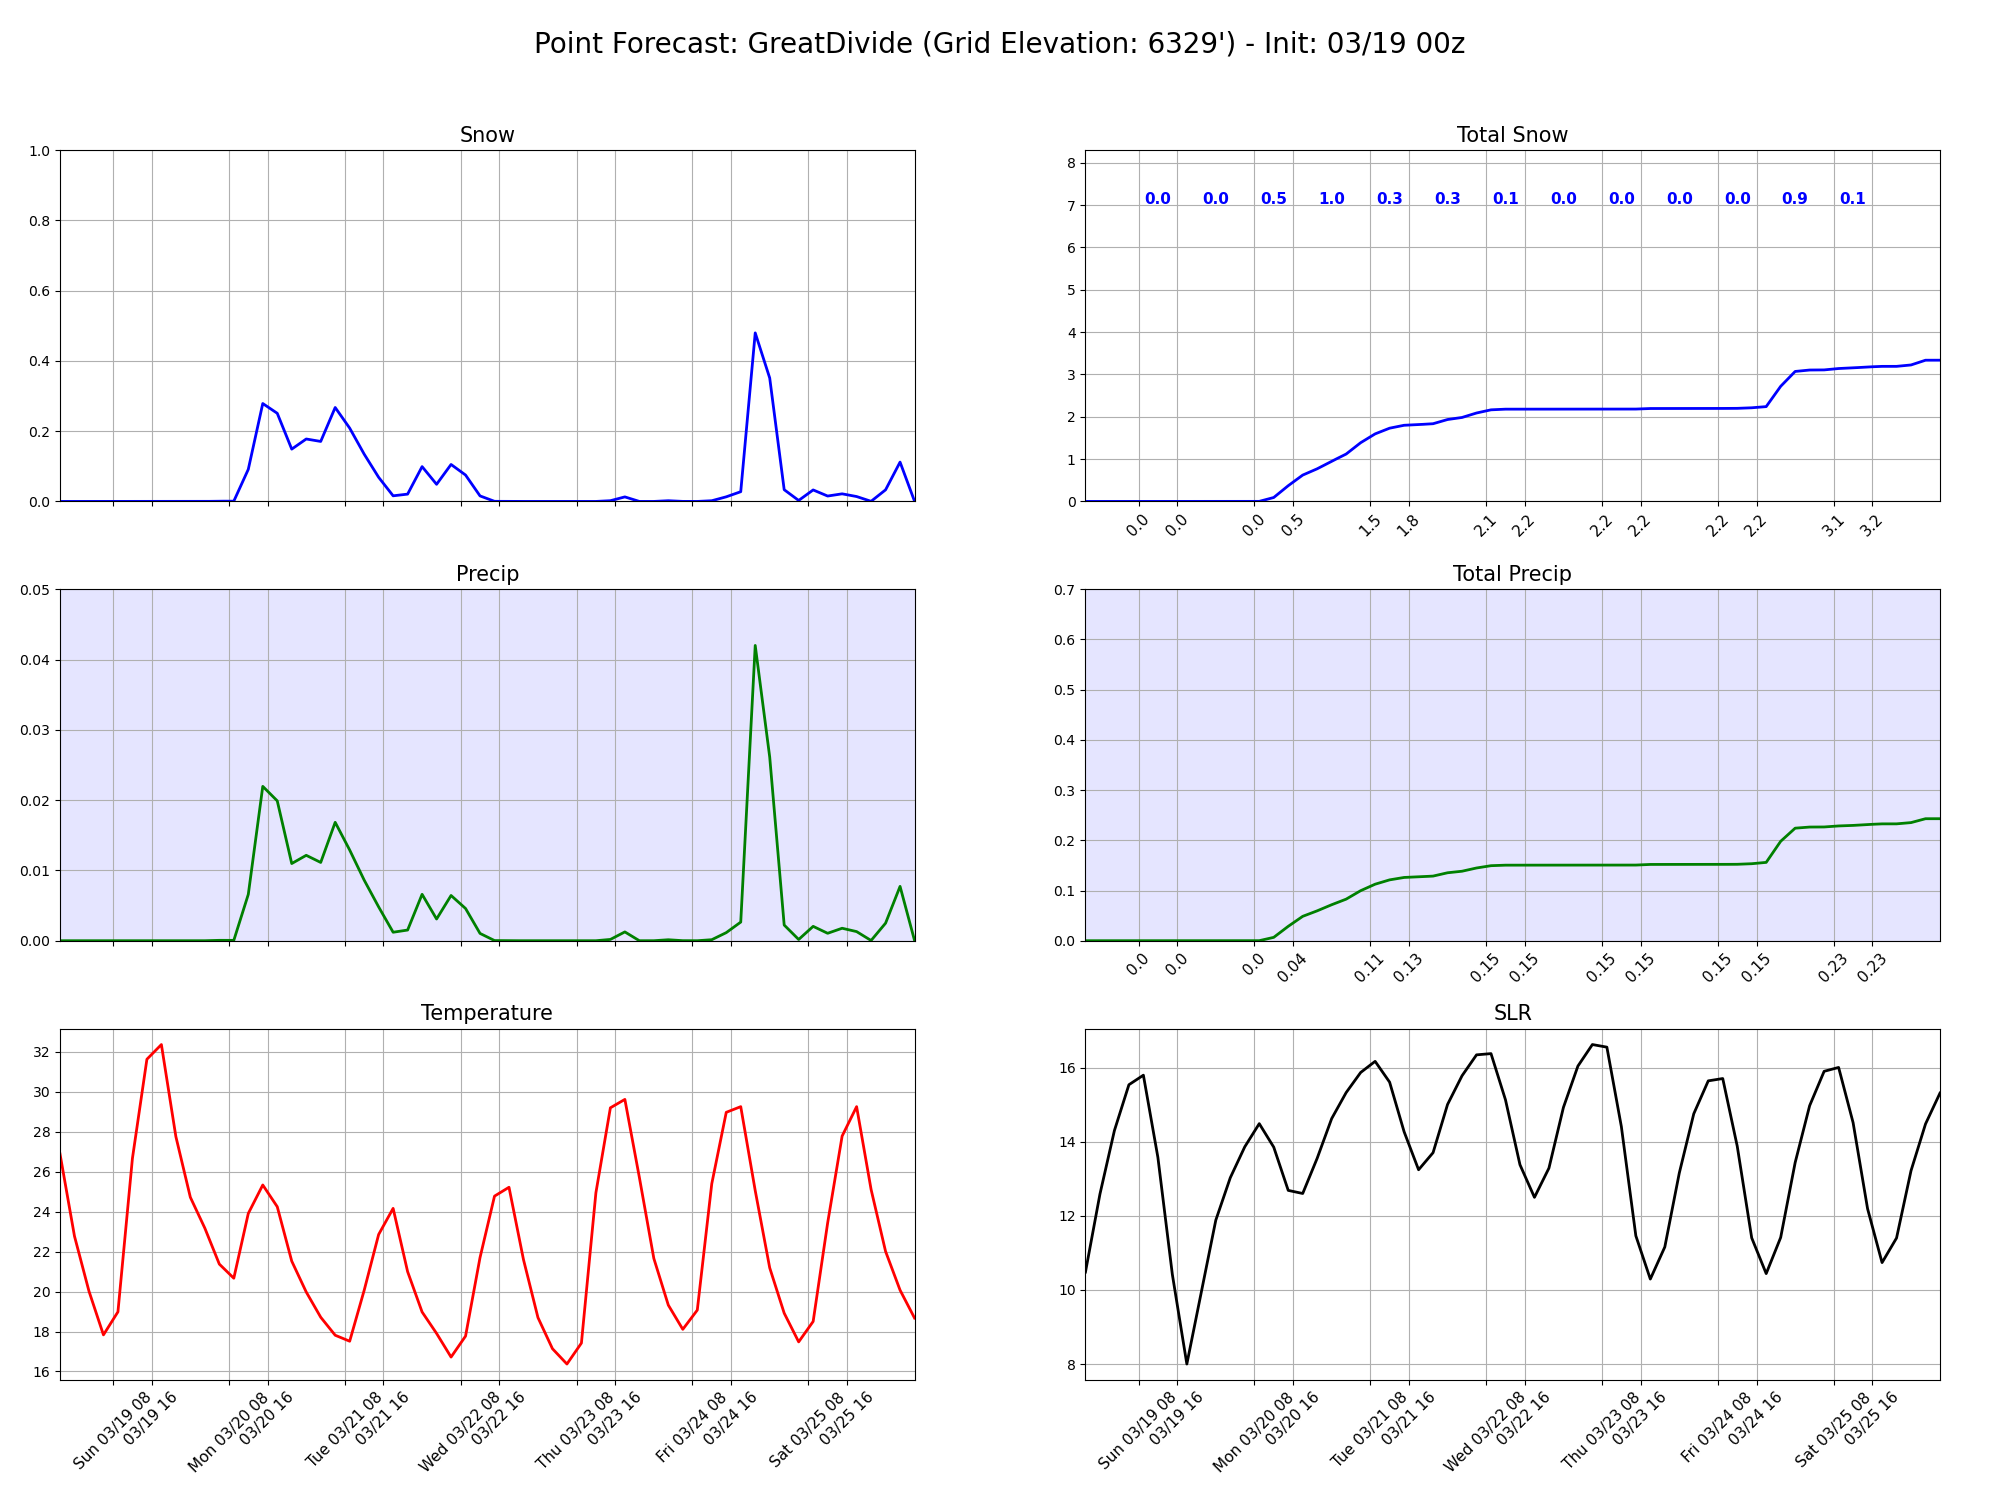 Point Forecast: GreatDivide (Grid Elevation: 6329') - Init: 03/19 00z
Snow
1.0
0.8
0.6
0.4
0.2
0.0
Total Snow
8
7
6
5
4
3
2
1
0
0.0 0.0 0.5 1.0 0.3 0.3 0.1 0.0 0.0 0.0 0.0 0.9 0.1
0.0 0.0 0.0 0.5 1.5 1.8 2.1 2.2 2.2 2.2 2.2 2.2 3.1 3.2
Precip
0.05
0.04
0.03
0.02
0.01
0.00
Total Precip
0.7
0.6
0.5
0.4
0.3
0.2
0.1
0.0
0.0 0.0 0.0 0.04 0.11 0.13 0.15 0.15 0.15 0.15 0.15 0.15 0.23 0.23
Temperature
32
30
28
26
24
22
20
18
16
Sun 03/19 08
03/19 16
Mon 03/20 08
03/20 16
Tue 03/21 08
03/21 16
Wed 03/22 08
03/22 16
Thu 03/23 08
03/23 16
Fri 03/24 08
03/24 16
Sat 03/25 08
03/25 16
SLR
16
14
12
10
8
Sun 03/19 08
03/19 16
Mon 03/20 08
03/20 16
Tue 03/21 08
03/21 16
Wed 03/22 08
03/22 16
Thu 03/23 08
03/23 16
Fri 03/24 08
03/24 16
Sat 03/25 08
03/25 16